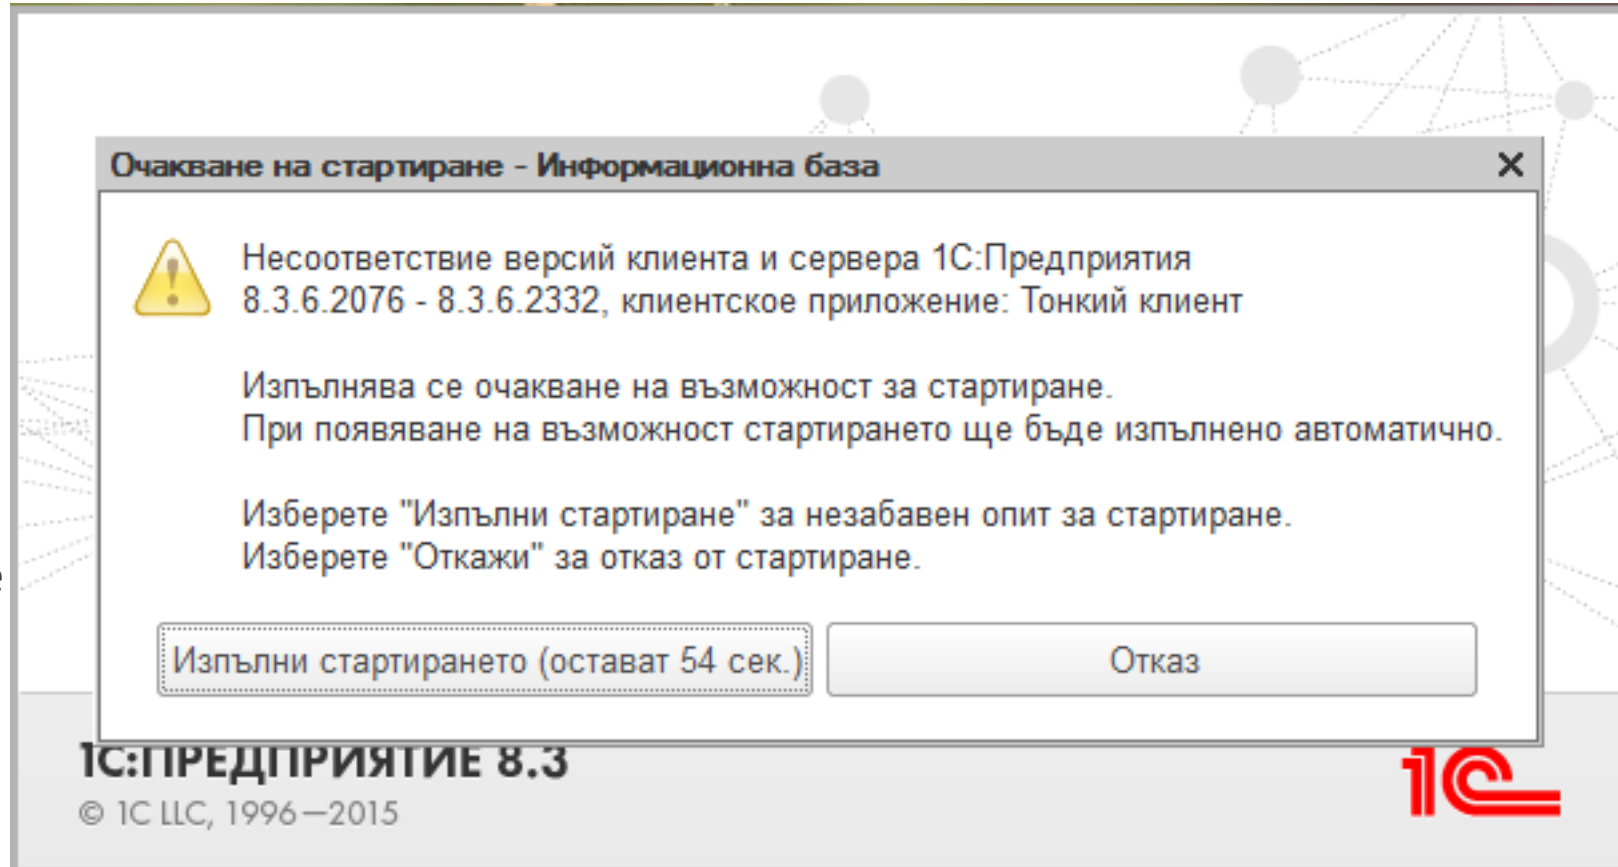 Очакване на стартиране - Информационна база
Несоответствие версий клиента и сервера 1С:Предприятия
8.3.6.2076 - 8.3.6.2332, клиентское приложение: Тонкий клиент
Изпълнява се очакване на възможност за стартиране.
При появяване на възможност стартирането ще бъде изпълнено автоматично.
Изберете "Изпълни стартиране" за незабавен опит за стартиране.
Изберете "Откажи" за отказ от стартиране.
Изпълни стартирането (остават 54 сек.)
Отказ
1С:ПРЕДПРИЯТИЕ 8.3
© 1C LLC, 1996—2015
1C